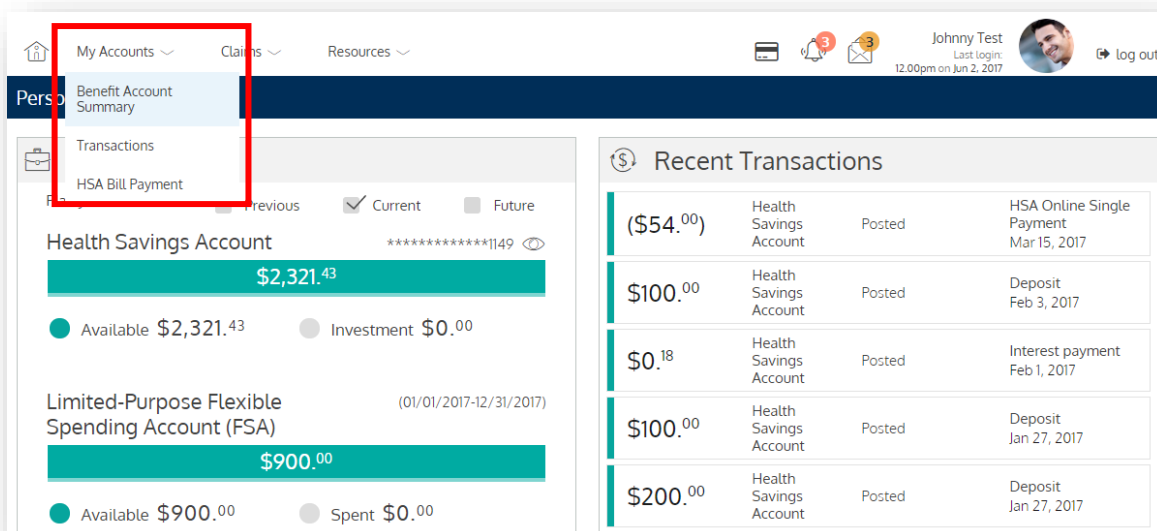 My Accounts
Claims
Resources
3
3
Johnny Test
Last login:
12.00pm on Jun 2, 2017
log out
Benefit Account
Summary
Transactions
HSA Bill Payment
Previous
Current
Future
Health Savings Account
*************1149
$2,321.43
Available $2,321.43
Investment $0.00
Limited-Purpose Flexible
Spending Account (FSA)
(01/01/2017-12/31/2017)
$900.00
Available $900.00
Spent $0.00
Recent Transactions
($54.00)
Health
Savings
Account
Posted
HSA Online Single
Payment
Mar 15, 2017
$100.00
Health
Savings
Account
Posted
Deposit
Feb 3, 2017
$0.18
Health
Savings
Account
Posted
Interest payment
Feb 1, 2017
$100.00
Health
Savings
Account
Posted
Deposit
Jan 27, 2017
$200.00
Health
Savings
Account
Posted
Deposit
Jan 27, 2017